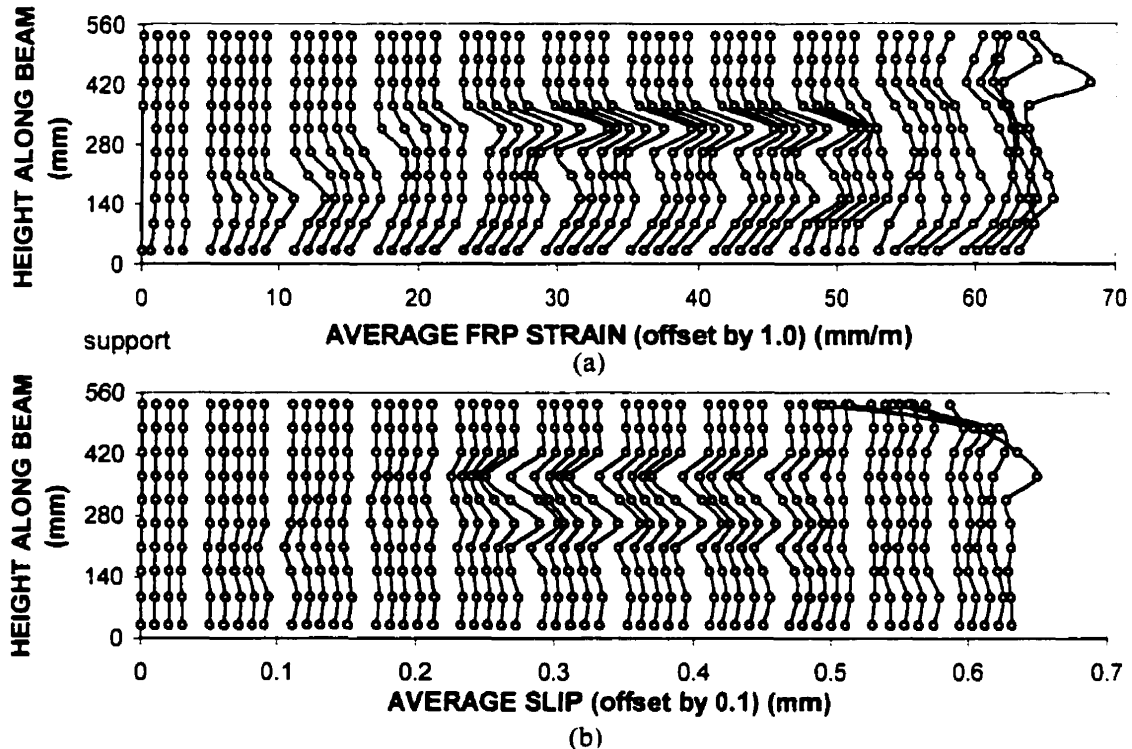 HEIGHT ALONG BEAM
(mm)
560
420
280
140
0
0 10 20 30 40 50 60 70
support
AVERAGE FRP STRAIN (offset by 1.0) (mm/m)
(a)
HEIGHT ALONG BEAM
(mm)
560
420
280
140
0
0 0.1 0.2 0.3 0.4 0.5 0.6 0.7
AVERAGE SLIP (offset by 0.1) (mm)
(b)